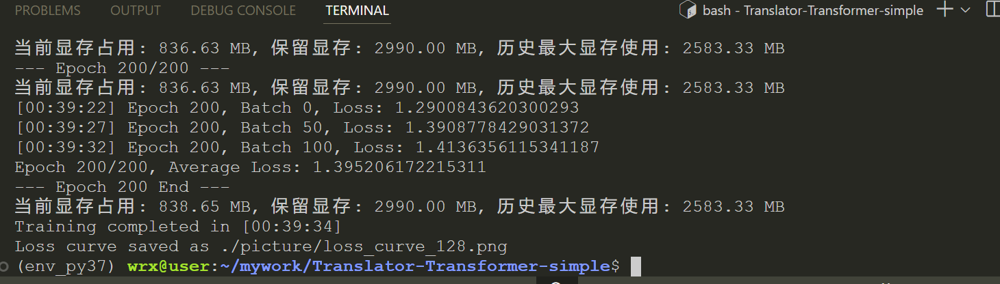 PROBLEMS OUTPUT DEBUG CONSOLE TERMINAL bash - Translator-Transformer-simple
当前显存占用: 836.63 MB, 保留显存: 2990.00 MB, 历史最大显存使用: 2583.33 MB
--- Epoch 200/200 ---
当前显存占用: 836.63 MB, 保留显存: 2990.00 MB, 历史最大显存使用: 2583.33 MB
[00:39:22] Epoch 200, Batch 0, Loss: 1.2900843620300293
[00:39:27] Epoch 200, Batch 50, Loss: 1.3908778429031372
[00:39:32] Epoch 200, Batch 100, Loss: 1.4136356115341187
Epoch 200/200, Average Loss: 1.395206172215311
--- Epoch 200 End ---
当前显存占用: 838.65 MB, 保留显存: 2990.00 MB, 历史最大显存使用: 2583.33 MB
Training completed in [00:39:34]
Loss curve saved as ./picture/loss_curve_128.png
(env_py37) wrx@user:~/mywork/Translator-Transformer-simple$